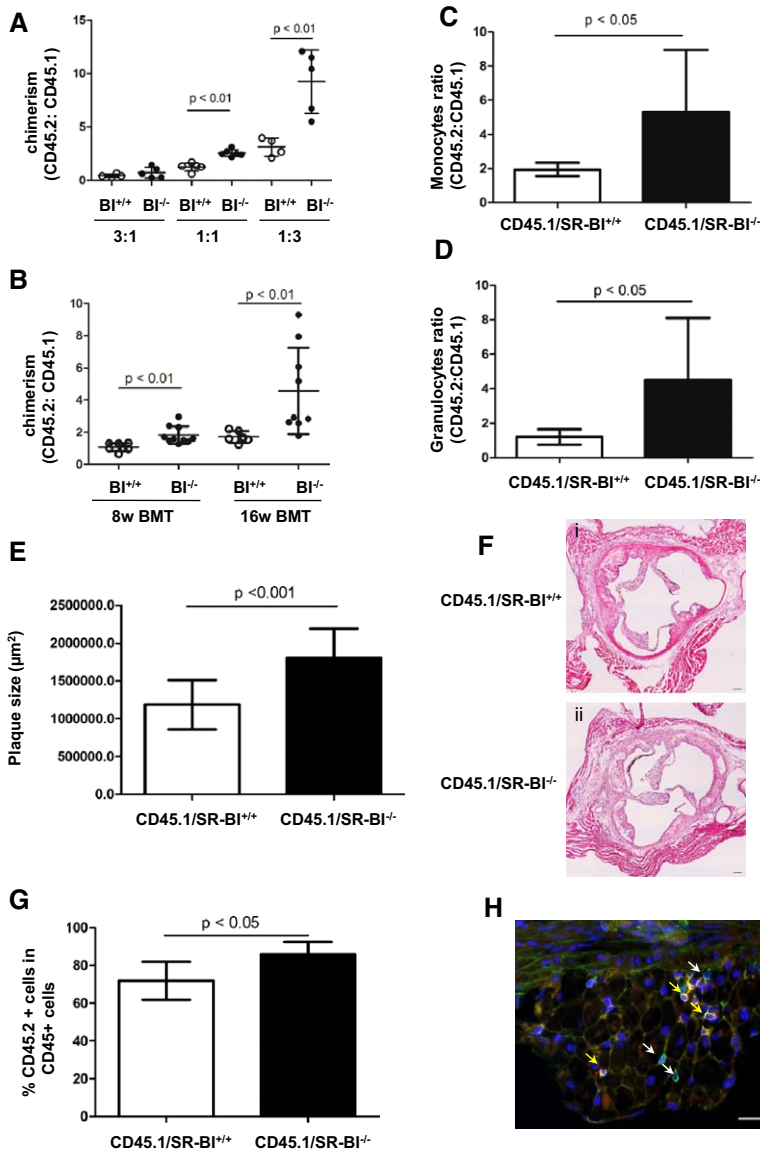 A
chimerism
(CD45.2: CD45.1)
15
10
5
0
p < 0.01
p < 0.01
BI+/+ BI-/- BI+/+ BI-/- BI+/+ BI-/-
3:1 1:1 1:3
B
chimerism
(CD45.2: CD45.1)
10
8
6
4
2
0
p < 0.01
p < 0.01
BI+/+ BI-/- BI+/+ BI-/-
8w BMT 16w BMT
C
Monocytes ratio
(CD45.2:CD45.1)
10
8
6
4
2
0
p < 0.05
CD45.1/SR-BI+/+ CD45.1/SR-BI-/-
D
Granulocytes ratio
(CD45.2:CD45.1)
10
8
6
4
2
0
p < 0.05
CD45.1/SR-BI+/+ CD45.1/SR-BI-/-
E
Plaque size (µm²)
2500000.0
2000000.0
1500000.0
1000000.0
500000.0
0.0
p <0.001
CD45.1/SR-BI+/+ CD45.1/SR-BI-/-
F
i
CD45.1/SR-BI+/+
ii
CD45.1/SR-BI-/-
G
% CD45.2 + cells in
CD45+ cells
100
80
60
40
20
0
p < 0.05
CD45.1/SR-BI+/+ CD45.1/SR-BI-/-
H